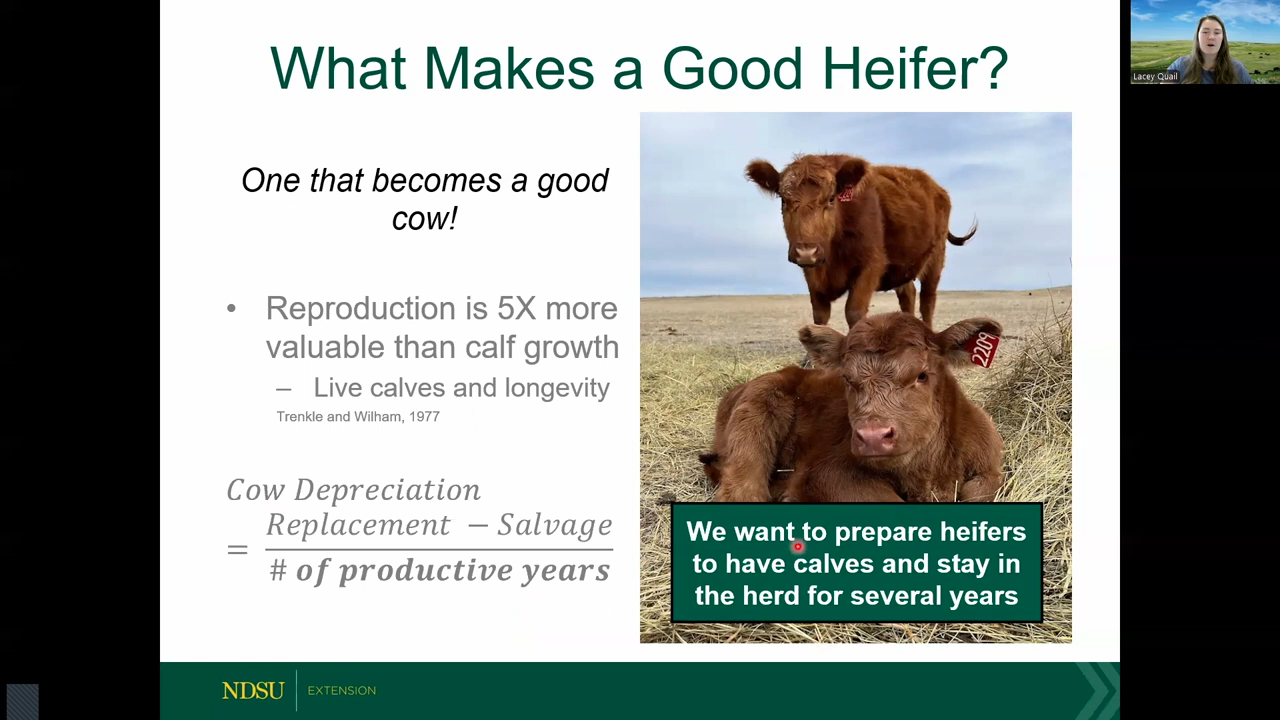 What Makes a Good Heifer?
Lacey Quail
One that becomes a good
cow!
• Reproduction is 5X more
valuable than calf growth
– Live calves and longevity
Trenkle and Wilham, 1977
Cow Depreciation
= Replacement − Salvage
# of productive years
2209
We want to prepare heifers
to have calves and stay in
the herd for several years
NDSU EXTENSION